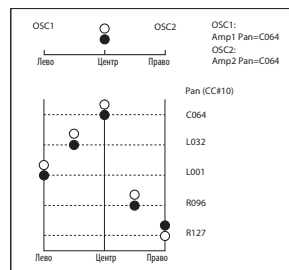 OSC1
OSC2
Лево
Центр
Право
OSC1:
Amp1 Pan=C064
OSC2:
Amp2 Pan=C064
Pan (CC#10)
C064
L032
L001
R096
R127
Лево
Центр
Право